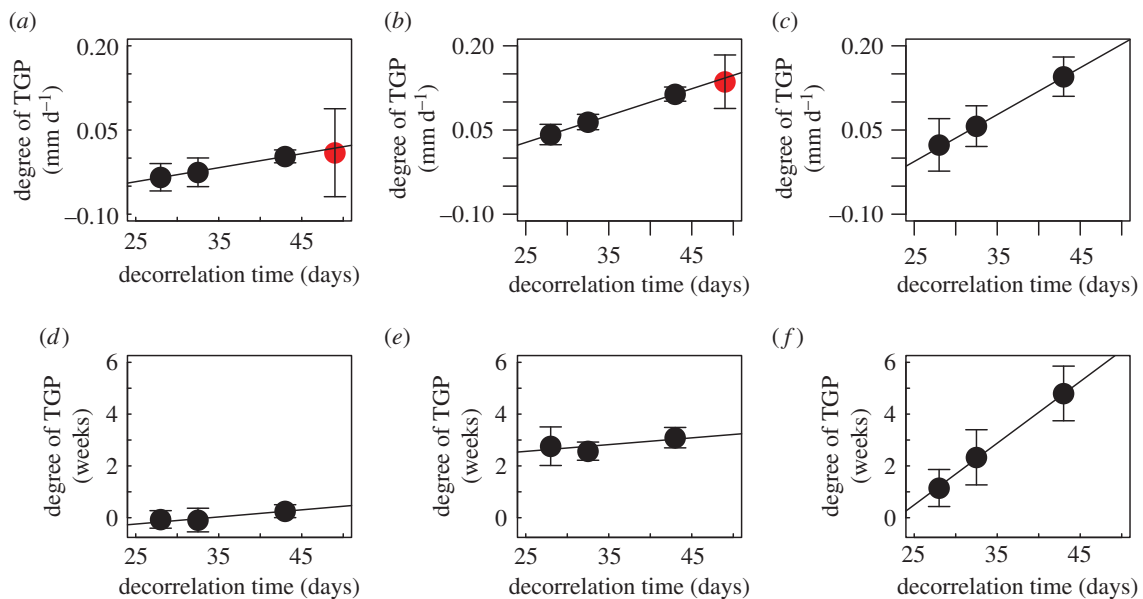 (a) (b) (c)
0.20 0.20 0.20
degree of TGP degree of TGP degree of TGP
(mm d−1) (mm d−1) (mm d−1)
0.05 0.05 0.05
−0.10 −0.10 −0.10
25 35 45 25 35 45 25 35 45
decorrelation time (days) decorrelation time (days) decorrelation time (days)
(d) (e) (f)
6 6 6
degree of TGP degree of TGP degree of TGP
(weeks) (weeks) (weeks)
4 4 4
2 2 2
0 0 0
25 35 45 25 35 45 25 35 45
decorrelation time (days) decorrelation time (days) decorrelation time (days)